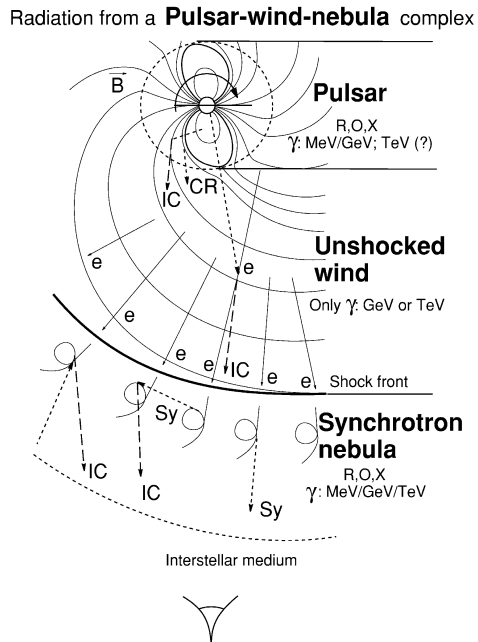 Radiation from a Pulsar-wind-nebula complex
B
Pulsar
R,O,X
γ: MeV/GeV; TeV (?)
CR
IC
Unshocked
wind
e
e
Only γ: GeV or TeV
e
e
e
IC
e
e
Shock front
Sy
Synchrotron
nebula
IC
R,O,X
γ: MeV/GeV/TeV
IC
Sy
Interstellar medium